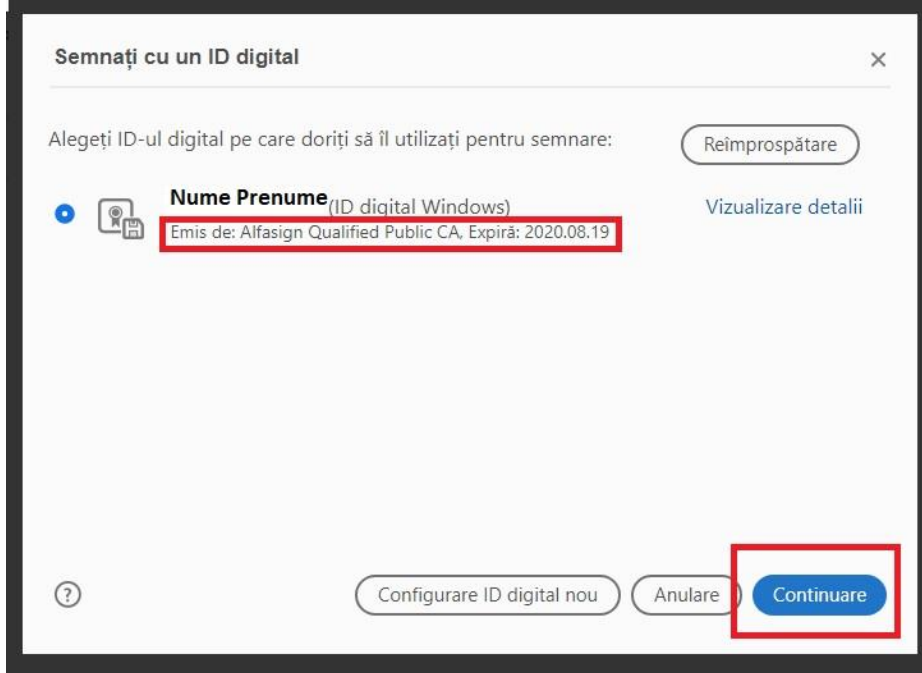 Semnați cu un ID digital
Alegeți ID-ul digital pe care doriți să îl utilizați pentru semnare:
Reîmprospătare
Nume Prenume (ID digital Windows)
Vizualizare detalii
Emis de: Alfasign Qualified Public CA, Expiră: 2020.08.19
Configurare ID digital nou
Anulare
Continuare